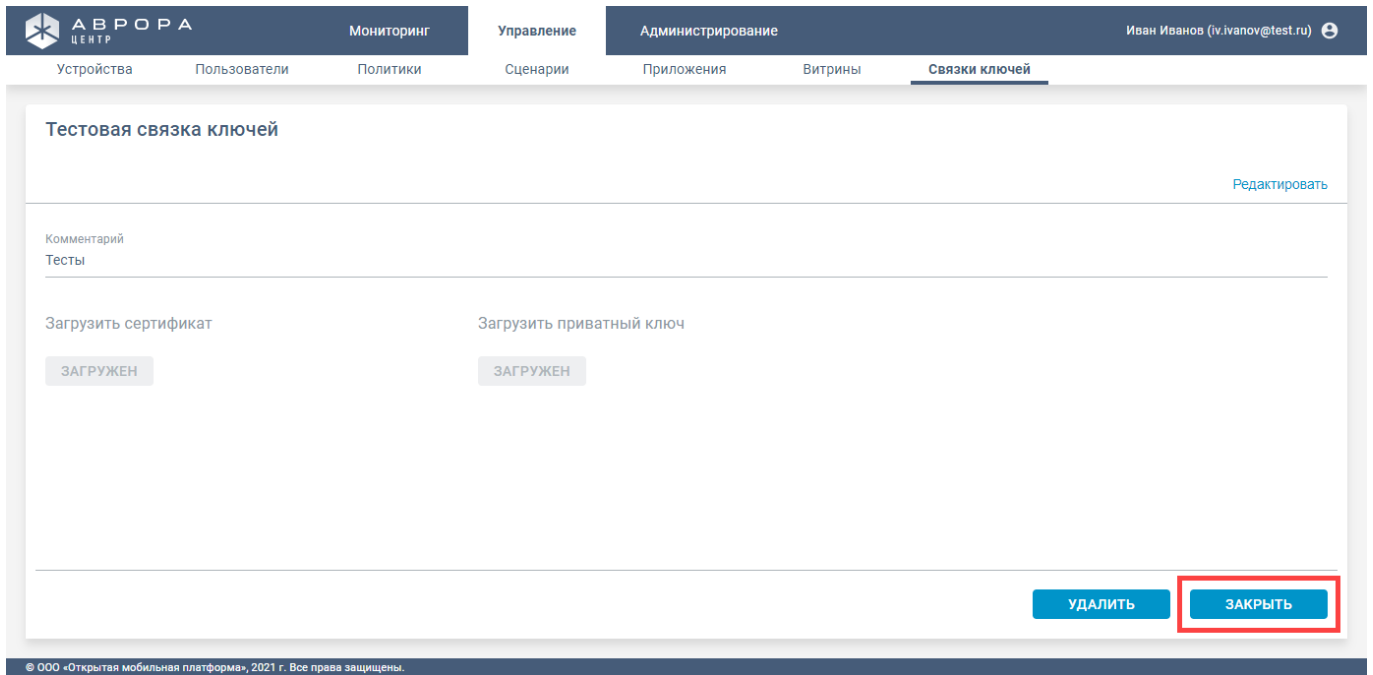 АВРОРА
ЦЕНТР
Мониторинг Управление Администрирование Иван Иванов (iv.ivanov@test.ru)
Устройства Пользователи Политики Сценарии Приложения Витрины Связки ключей
Тестовая связка ключей
Редактировать
Комментарий
Тесты
Загрузить сертификат Загрузить приватный ключ
ЗАГРУЖЕН ЗАГРУЖЕН
УДАЛИТЬ ЗАКРЫТЬ
© ООО «Открытая мобильная платформа», 2021 г. Все права защищены.